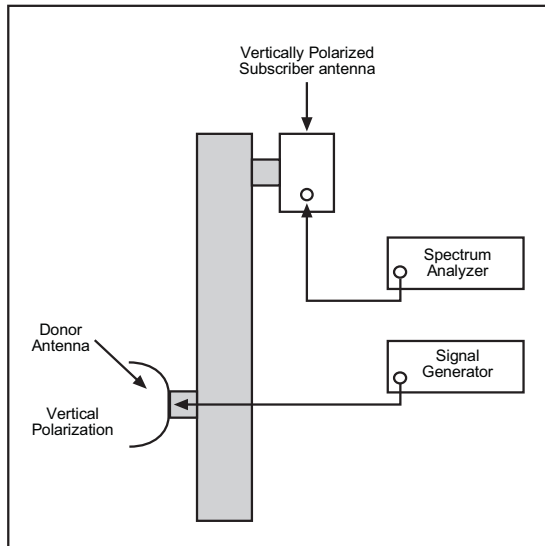 Vertically Polarized
Subscriber antenna
Spectrum
Analyzer
Donor
Antenna
Signal
Generator
Vertical
Polarization